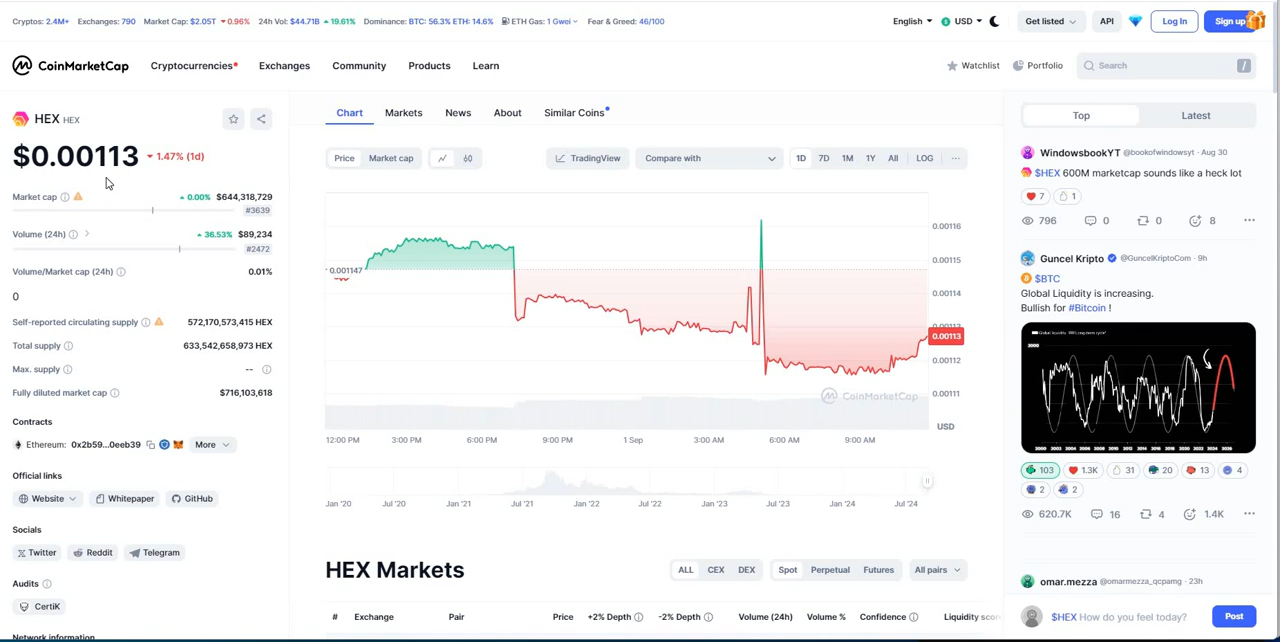 Cryptos: 2.4M+ Exchanges: 790 Market Cap: $2.05T 0.96% 24h Vol: $44.71B 19.61% Dominance: BTC: 56.3% ETH: 14.6% ETH Gas: 1 Gwei Fear & Greed: 46/100
English USD Get listed API Log In Sign up
CoinMarketCap Cryptocurrencies Exchanges Community Products Learn
Watchlist Portfolio Search /
HEX HEX
$0.00113 1.47% (1d)
Market cap 0.00% $644,318,729
#3639
Volume (24h) 36.53% $89,234
#2472
Volume/Market cap (24h) 0.01%
0
Self-reported circulating supply 572,170,573,415 HEX
Total supply 633,542,658,973 HEX
Max. supply --
Fully diluted market cap $716,103,618
Contracts
Ethereum: 0x2b59...0eeb39 More
Official links
Website Whitepaper GitHub
Socials
Twitter Reddit Telegram
Audits
CertiK
Network information
Chart Markets News About Similar Coins
Price Market cap TradingView Compare with 1D 7D 1M 1Y All LOG ...
0.00116
0.00115
0.001147
0.00114
0.00113
0.00113
0.00112
0.00111
CoinMarketCap
USD
12:00 PM 3:00 PM 6:00 PM 9:00 PM 1 Sep 3:00 AM 6:00 AM 9:00 AM
Jan '20 Jul '20 Jan '21 Jul '21 Jan '22 Jul '22 Jan '23 Jul '23 Jan '24 Jul '24
HEX Markets ALL CEX DEX Spot Perpetual Futures All pairs
# Exchange Pair Price +2% Depth -2% Depth Volume (24h) Volume % Confidence Liquidity
Top Latest
WindowsbookYT @bookofwindowsyt · Aug 30
$HEX 600M marketcap sounds like a heck lot
7 1
796 0 0 8 ...
Guncel Kripto @GuncelKriptoCom · 9h
$BTC
Global Liquidity is increasing.
Bullish for #Bitcoin !
103 1.3K 31 20 13 4
2 2
620.7K 16 4 1.4K ...
omar.mezza @omarmezza_qcpamg · 23h
$HEX How do you feel today? Post